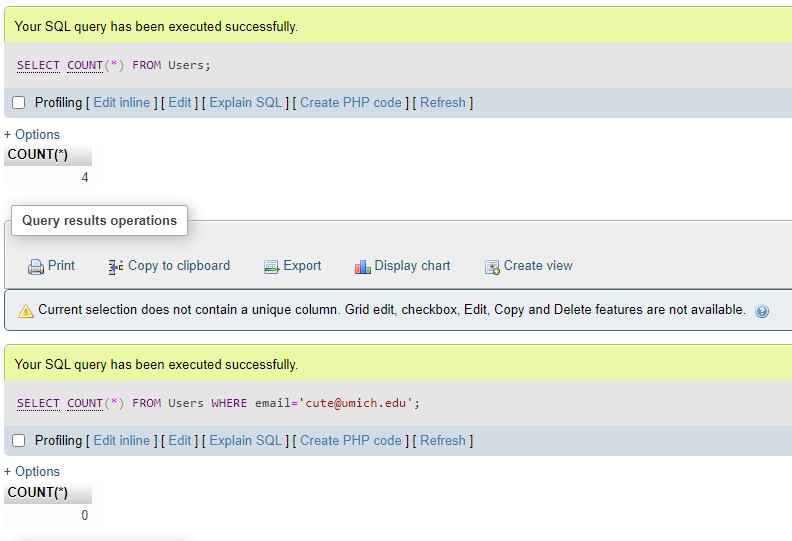 Your SQL query has been executed successfully.
SELECT COUNT(*) FROM Users;
Profiling [ Edit inline ] [ Edit ] [ Explain SQL ] [ Create PHP code ] [ Refresh ]
+ Options
COUNT(*)
4
Query results operations
Print Copy to clipboard Export Display chart Create view
Current selection does not contain a unique column. Grid edit, checkbox, Edit, Copy and Delete features are not available.
Your SQL query has been executed successfully.
SELECT COUNT(*) FROM Users WHERE email='cute@umich.edu';
Profiling [ Edit inline ] [ Edit ] [ Explain SQL ] [ Create PHP code ] [ Refresh ]
+ Options
COUNT(*)
0